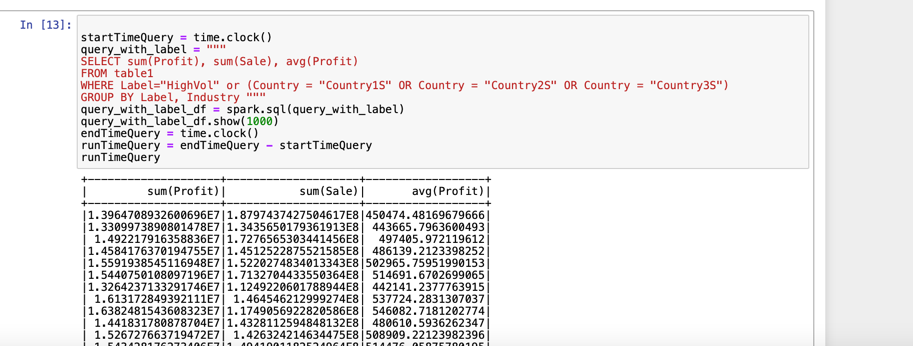 In [13]:
startTimeQuery = time.clock()
query_with_label = """
SELECT sum(Profit), sum(Sale), avg(Profit)
FROM table1
WHERE Label="HighVol" or (Country = "Country1S" OR Country = "Country2S" OR Country = "Country3S")
GROUP BY Label, Industry """
query_with_label_df = spark.sql(query_with_label)
query_with_label_df.show(1000)
endTimeQuery = time.clock()
runTimeQuery = endTimeQuery - startTimeQuery
runTimeQuery
+--------------------+--------------------+------------------+
|         sum(Profit)|           sum(Sale)|       avg(Profit)|
+--------------------+--------------------+------------------+
|1.3964708932600696E7|1.8797437427504617E8|450474.48169679666|
|1.3309973890801478E7|1.3435650179361913E8| 443665.7963600493|
| 1.492217916358836E7|1.7276565303441456E8|  497405.972119612|
|1.4584176370194755E7|1.4512522875521585E8| 486139.2123398252|
|1.5591938545116948E7|1.5220274834013343E8|502965.75951990153|
|1.5440750108097196E7|1.7132704433550364E8| 514691.6702699065|
|1.3264237133291746E7|1.1249220601788944E8| 442141.2377763915|
| 1.613172849392111E7| 1.464546212999274E8| 537724.2831307037|
|1.6382481543608323E7|1.1749056922820586E8| 546082.7181202774|
| 1.441831780878704E7|1.4328112594848132E8| 480610.5936262347|
| 1.526727663719472E7| 1.426324214634475E8|508909.22123982396|